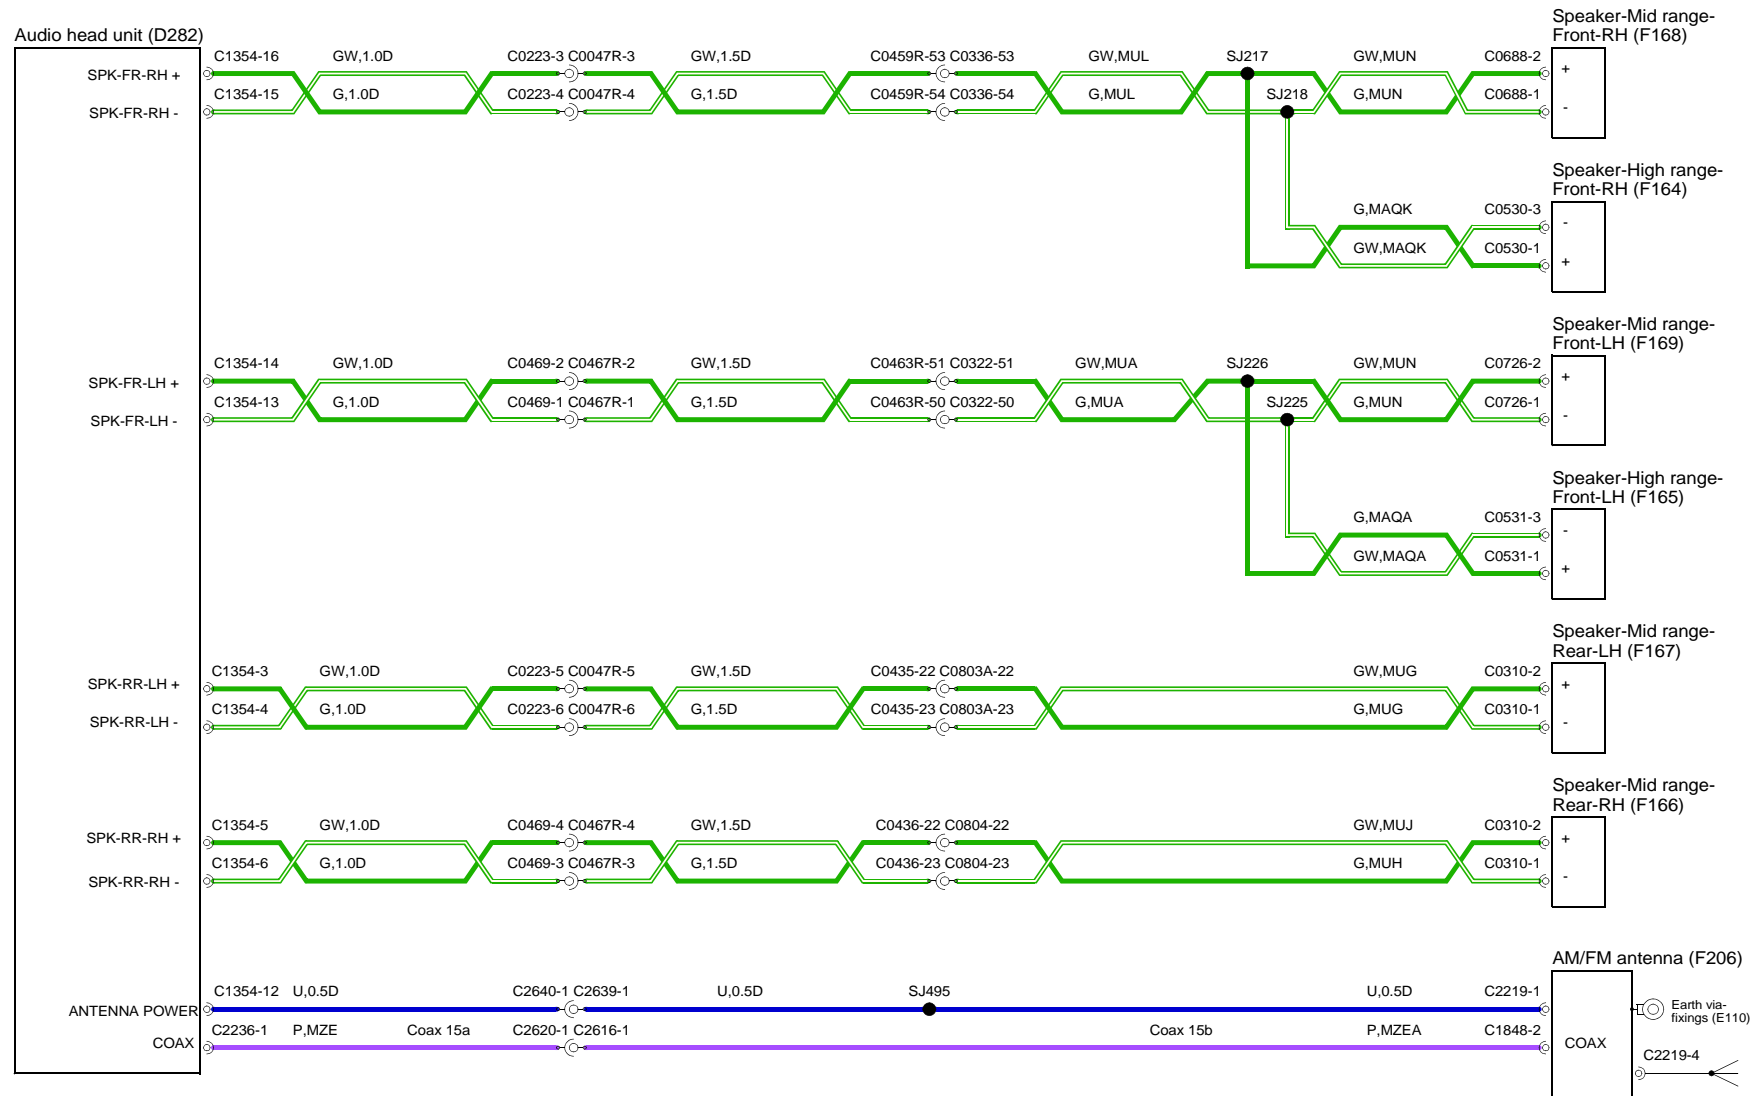 Audio head unit (D282)
Speaker-Mid range-
Front-RH (F168)
C1354-16 GW,1.0D C0223-3 C0047R-3 GW,1.5D C0459R-53 C0336-53 GW,MUL SJ217 GW,MUN C0688-2
SPK-FR-RH + +
C1354-15 G,1.0D C0223-4 C0047R-4 G,1.5D C0459R-54 C0336-54 G,MUL SJ218 G,MUN C0688-1
SPK-FR-RH - -
Speaker-High range-
Front-RH (F164)
G,MAQK C0530-3
-
GW,MAQK C0530-1
+
Speaker-Mid range-
Front-LH (F169)
C1354-14 GW,1.0D C0469-2 C0467R-2 GW,1.5D C0463R-51 C0322-51 GW,MUA SJ226 GW,MUN C0726-2
SPK-FR-LH + +
C1354-13 G,1.0D C0469-1 C0467R-1 G,1.5D C0463R-50 C0322-50 G,MUA SJ225 G,MUN C0726-1
SPK-FR-LH - -
Speaker-High range-
Front-LH (F165)
G,MAQA C0531-3
-
GW,MAQA C0531-1
+
Speaker-Mid range-
Rear-LH (F167)
C1354-3 GW,1.0D C0223-5 C0047R-5 GW,1.5D C0435-22 C0803A-22 GW,MUG C0310-2
SPK-RR-LH + +
C1354-4 G,1.0D C0223-6 C0047R-6 G,1.5D C0435-23 C0803A-23 G,MUG C0310-1
SPK-RR-LH - -
Speaker-Mid range-
Rear-RH (F166)
C1354-5 GW,1.0D C0469-4 C0467R-4 GW,1.5D C0436-22 C0804-22 GW,MUJ C0310-2
SPK-RR-RH + +
C1354-6 G,1.0D C0469-3 C0467R-3 G,1.5D C0436-23 C0804-23 G,MUH C0310-1
SPK-RR-RH - -
AM/FM antenna (F206)
C1354-12 U,0.5D C2640-1 C2639-1 U,0.5D SJ495 U,0.5D C2219-1
ANTENNA POWER
Earth via-
fixings (E110)
C2236-1 P,MZE Coax 15a C2620-1 C2616-1 Coax 15b P,MZEA C1848-2
COAX COAX
C2219-4